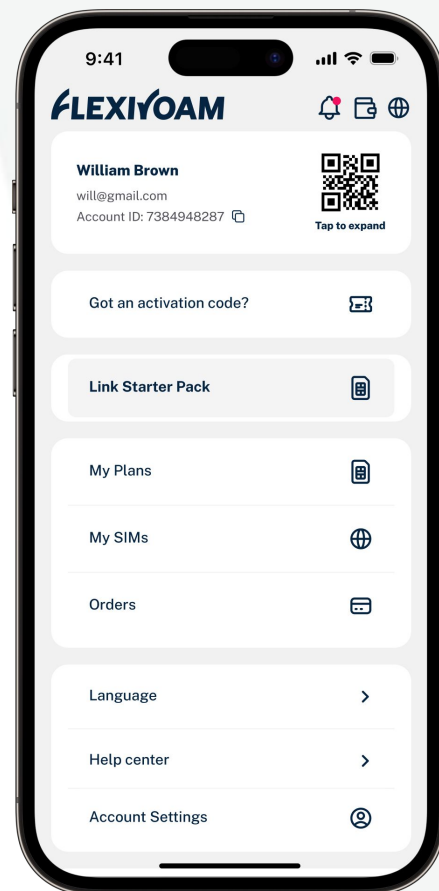 9:41
FLEXIROAM
William Brown
will@gmail.com
Account ID: 7384948287
Tap to expand
Got an activation code?
Link Starter Pack
My Plans
My SIMs
Orders
Language
Help center
Account Settings